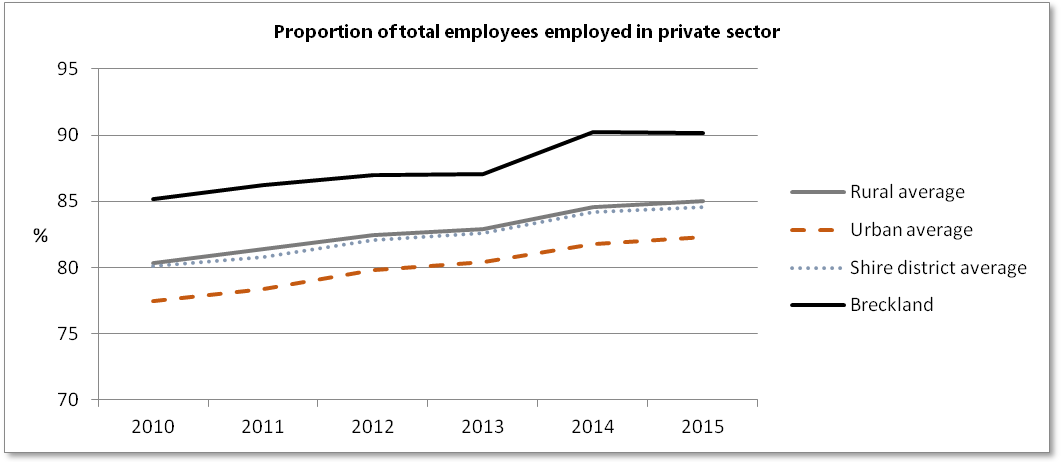 Proportion of total employees employed in private sector
95
90
85
80
75
70
%
2010 2011 2012 2013 2014 2015
Rural average
Urban average
Shire district average
Breckland